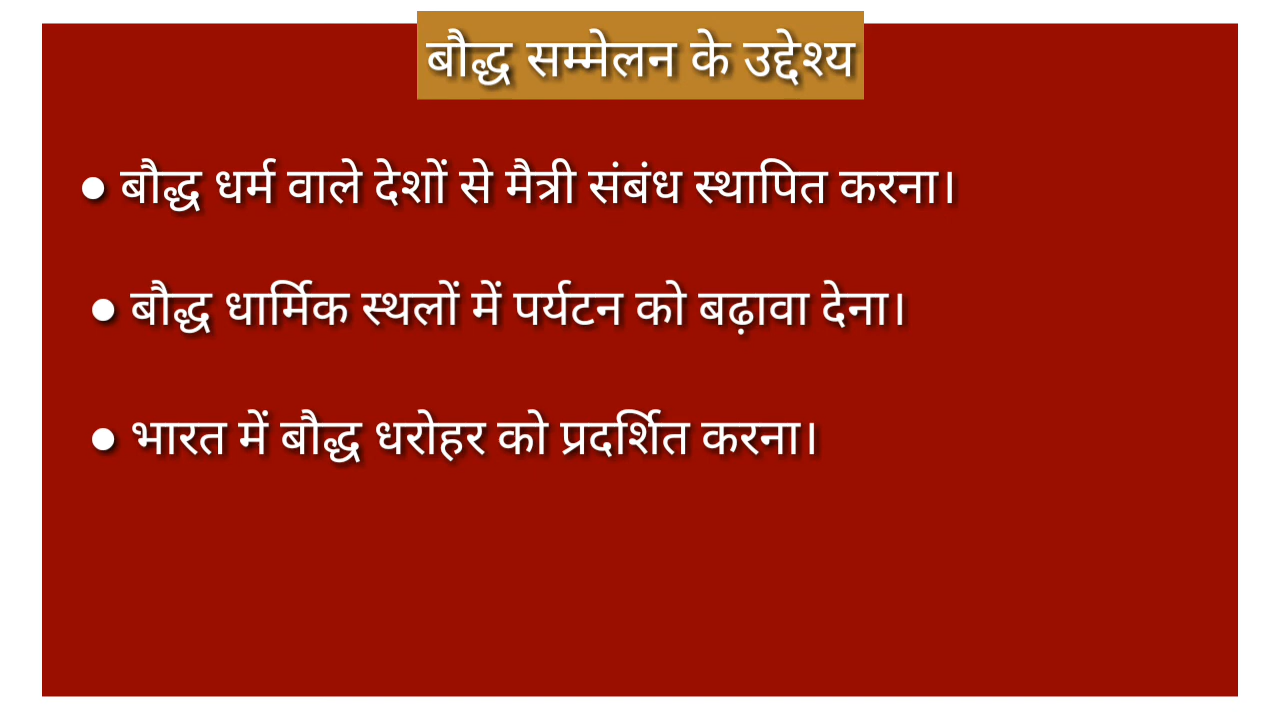 बौद्ध सम्मेलन के उद्देश्य
● बौद्ध धर्म वाले देशों से मैत्री संबंध स्थापित करना।
● बौद्ध धार्मिक स्थलों में पर्यटन को बढ़ावा देना।
● भारत में बौद्ध धरोहर को प्रदर्शित करना।